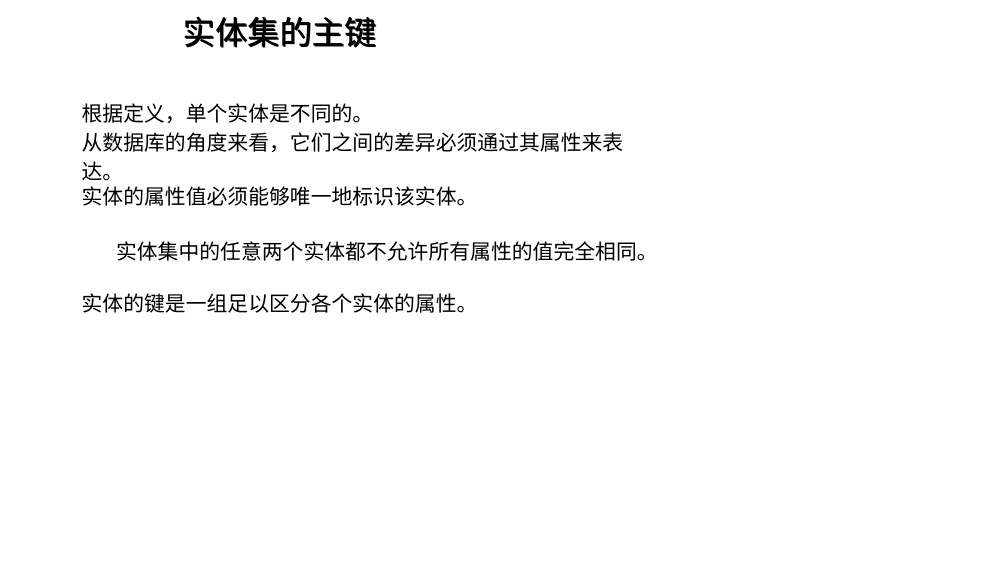 实体集的主键
根据定义，单个实体是不同的。
从数据库的角度来看，它们之间的差异必须通过其属性来表
达。
实体的属性值必须能够唯一地标识该实体。
实体集中的任意两个实体都不允许所有属性的值完全相同。
实体的键是一组足以区分各个实体的属性。